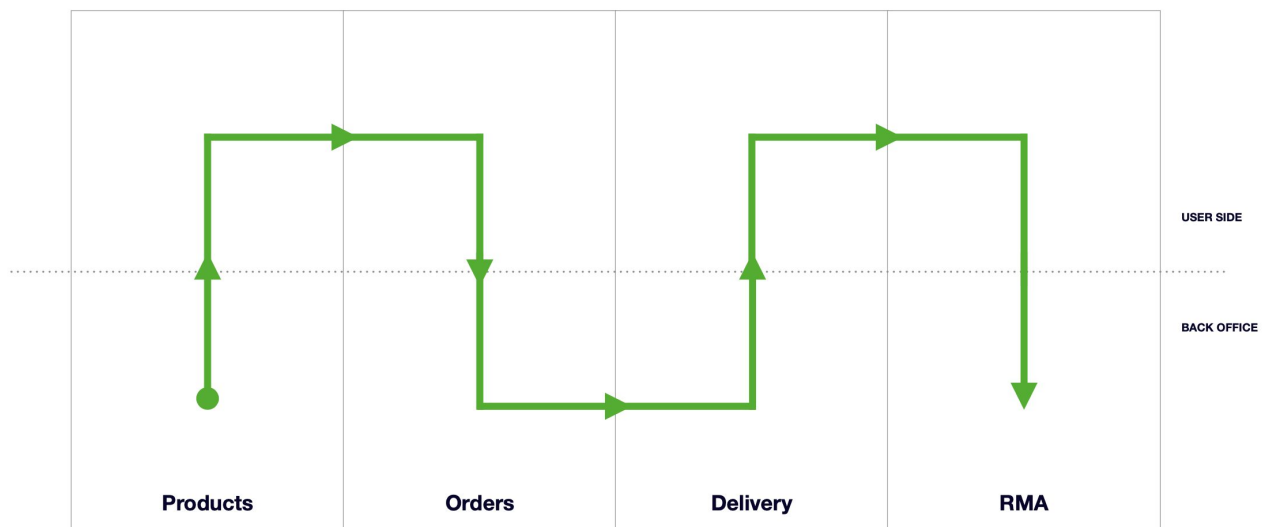 USER SIDE
BACK OFFICE
Products
Orders
Delivery
RMA